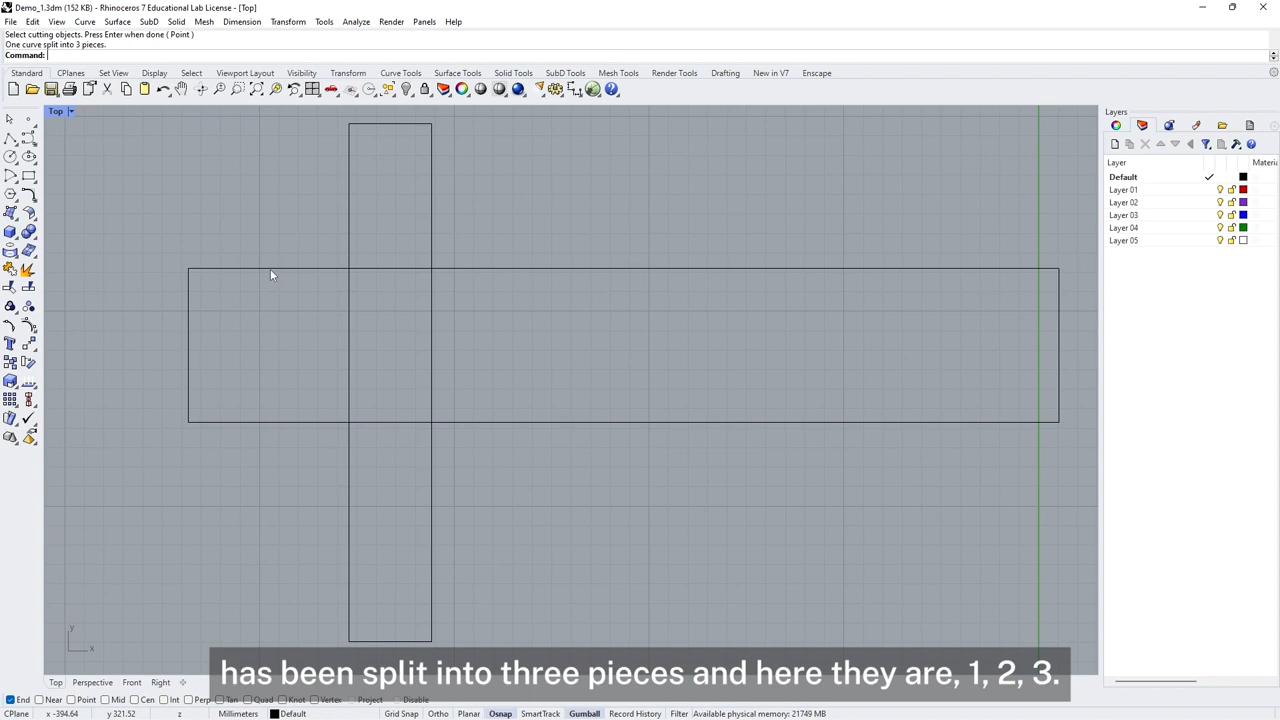 Demo_1.3dm (152 KB) - Rhinoceros 7 Educational Lab License - [Top]
File Edit View Curve Surface SubD Solid Mesh Dimension Transform Tools Analyze Render Panels Help
Select cutting objects. Press Enter when done ( Point )
One curve split into 3 pieces.
Command:
Standard CPlanes Set View Display Select Viewport Layout Visibility Transform Curve Tools Surface Tools Solid Tools SubD Tools Mesh Tools Render Tools Drafting New in V7 Enscape
Top
Layers
Layer Materi
Default
Layer 01
Layer 02
Layer 03
Layer 04
Layer 05
y
x
has been split into three pieces and here they are, 1, 2, 3.
Top Perspective Front Right
End Near Point Mid Cen Int Perp Tan Quad Knot Vertex Project Disable
CPlane x -394.64 y 321.52 z Millimeters Default Grid Snap Ortho Planar Osnap SmartTrack Gumball Record History Filter Available physical memory: 21749 MB